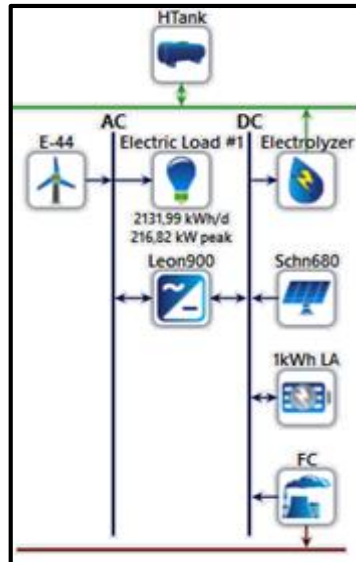 HTank
AC
DC
E-44
Electric Load #1
Electrolyzer
2131,99 kWh/d
216,82 kW peak
Leon900
Schn680
1kWh LA
FC